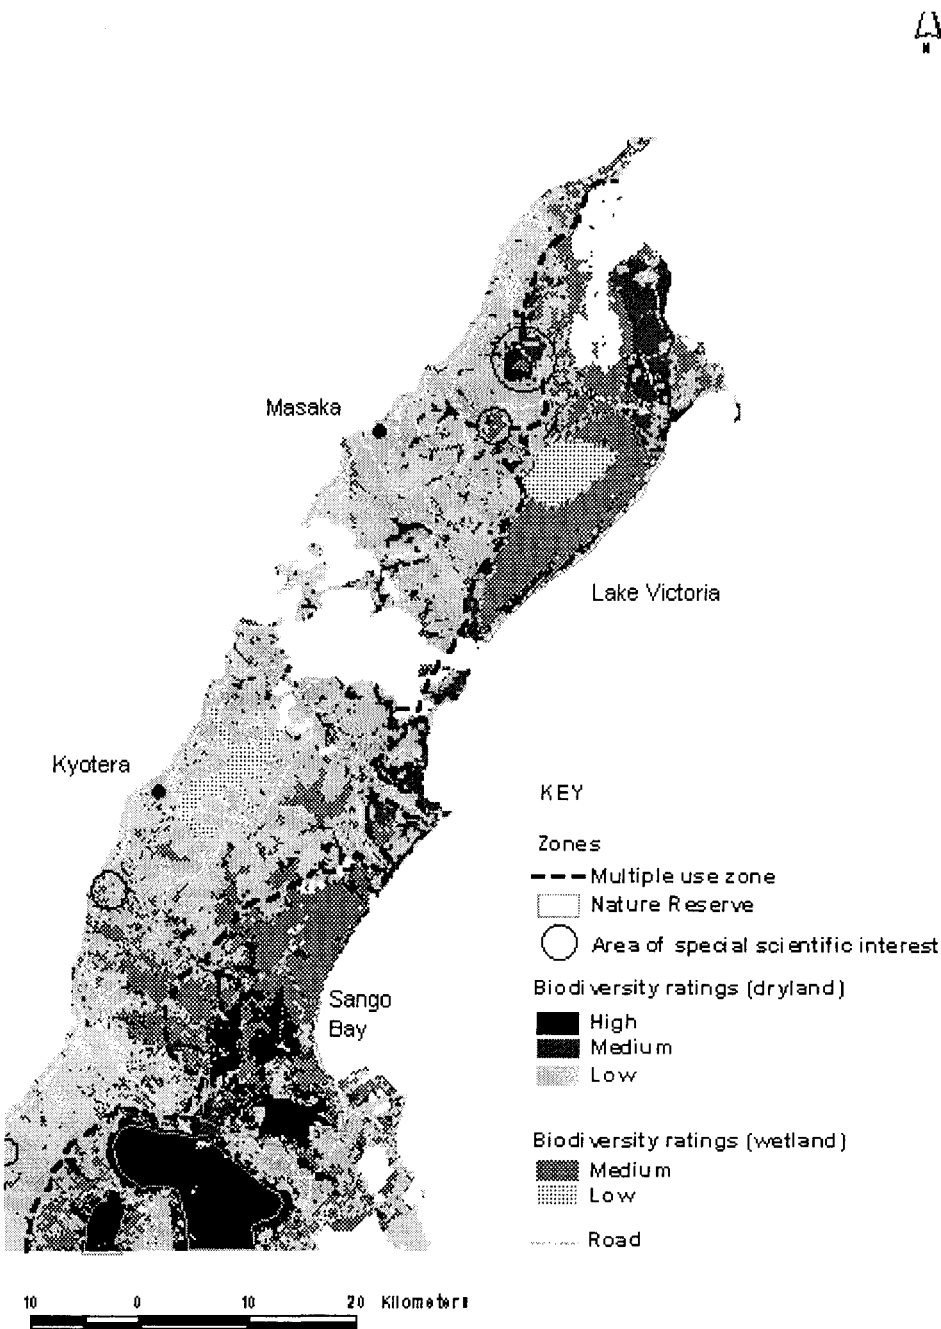 N
Masaka
Lake Victoria
Kyotera
Sango
Bay
KEY
Zones
Multiple use zone
Nature Reserve
Area of special scientific interest
Biodiversity ratings (dryland)
High
Medium
Low
Biodiversity ratings (wetland)
Medium
Low
Road
10 0 10 20 Kilometers